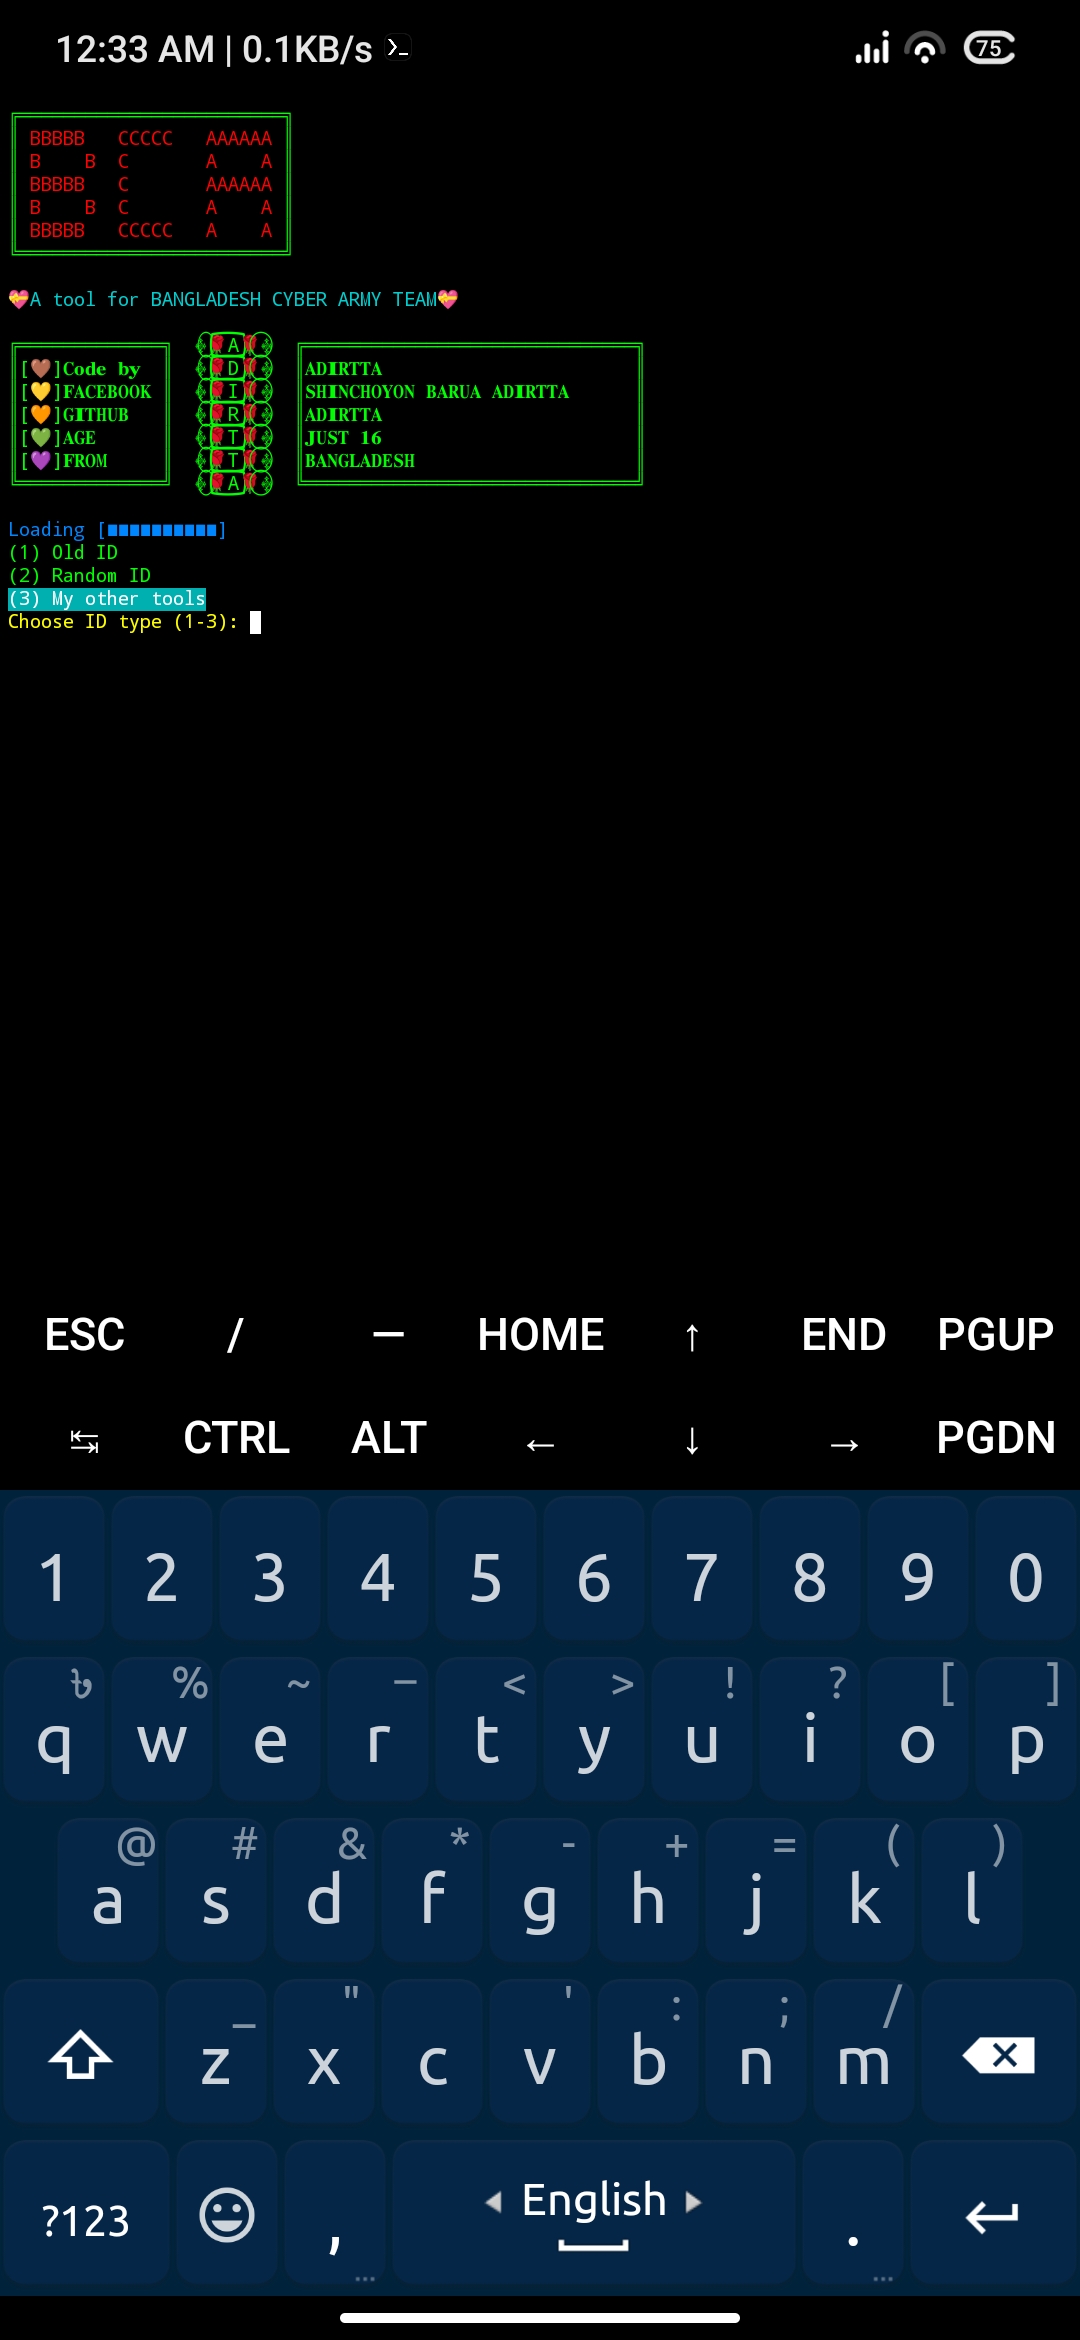 12:33 AM | 0.1KB/s >_ 75
BBBBB CCCCC AAAAAA
B B C A A
BBBBB C AAAAAA
B B C A A
BBBBB CCCCC A A
💝A tool for BANGLADESH CYBER ARMY TEAM💝
[🤎]Code by A ADIRTTA
[💛]FACEBOOK D SHINCHOYON BARUA ADIRTTA
[🧡]GITHUB I ADIRTTA
[💚]AGE R JUST 16
[💜]FROM T BANGLADESH
T
A
Loading [■■■■■■■■■■]
(1) Old ID
(2) Random ID
(3) My other tools
Choose ID type (1-3):
ESC / — HOME ↑ END PGUP
↹ CTRL ALT ← ↓ → PGDN
1 2 3 4 5 6 7 8 9 0
৳ % ~ – < > ! ? [ ]
q w e r t y u i o p
@ # & * - + = ( )
a s d f g h j k l
_ " ' : ; /
z x c v b n m
?123 , English .